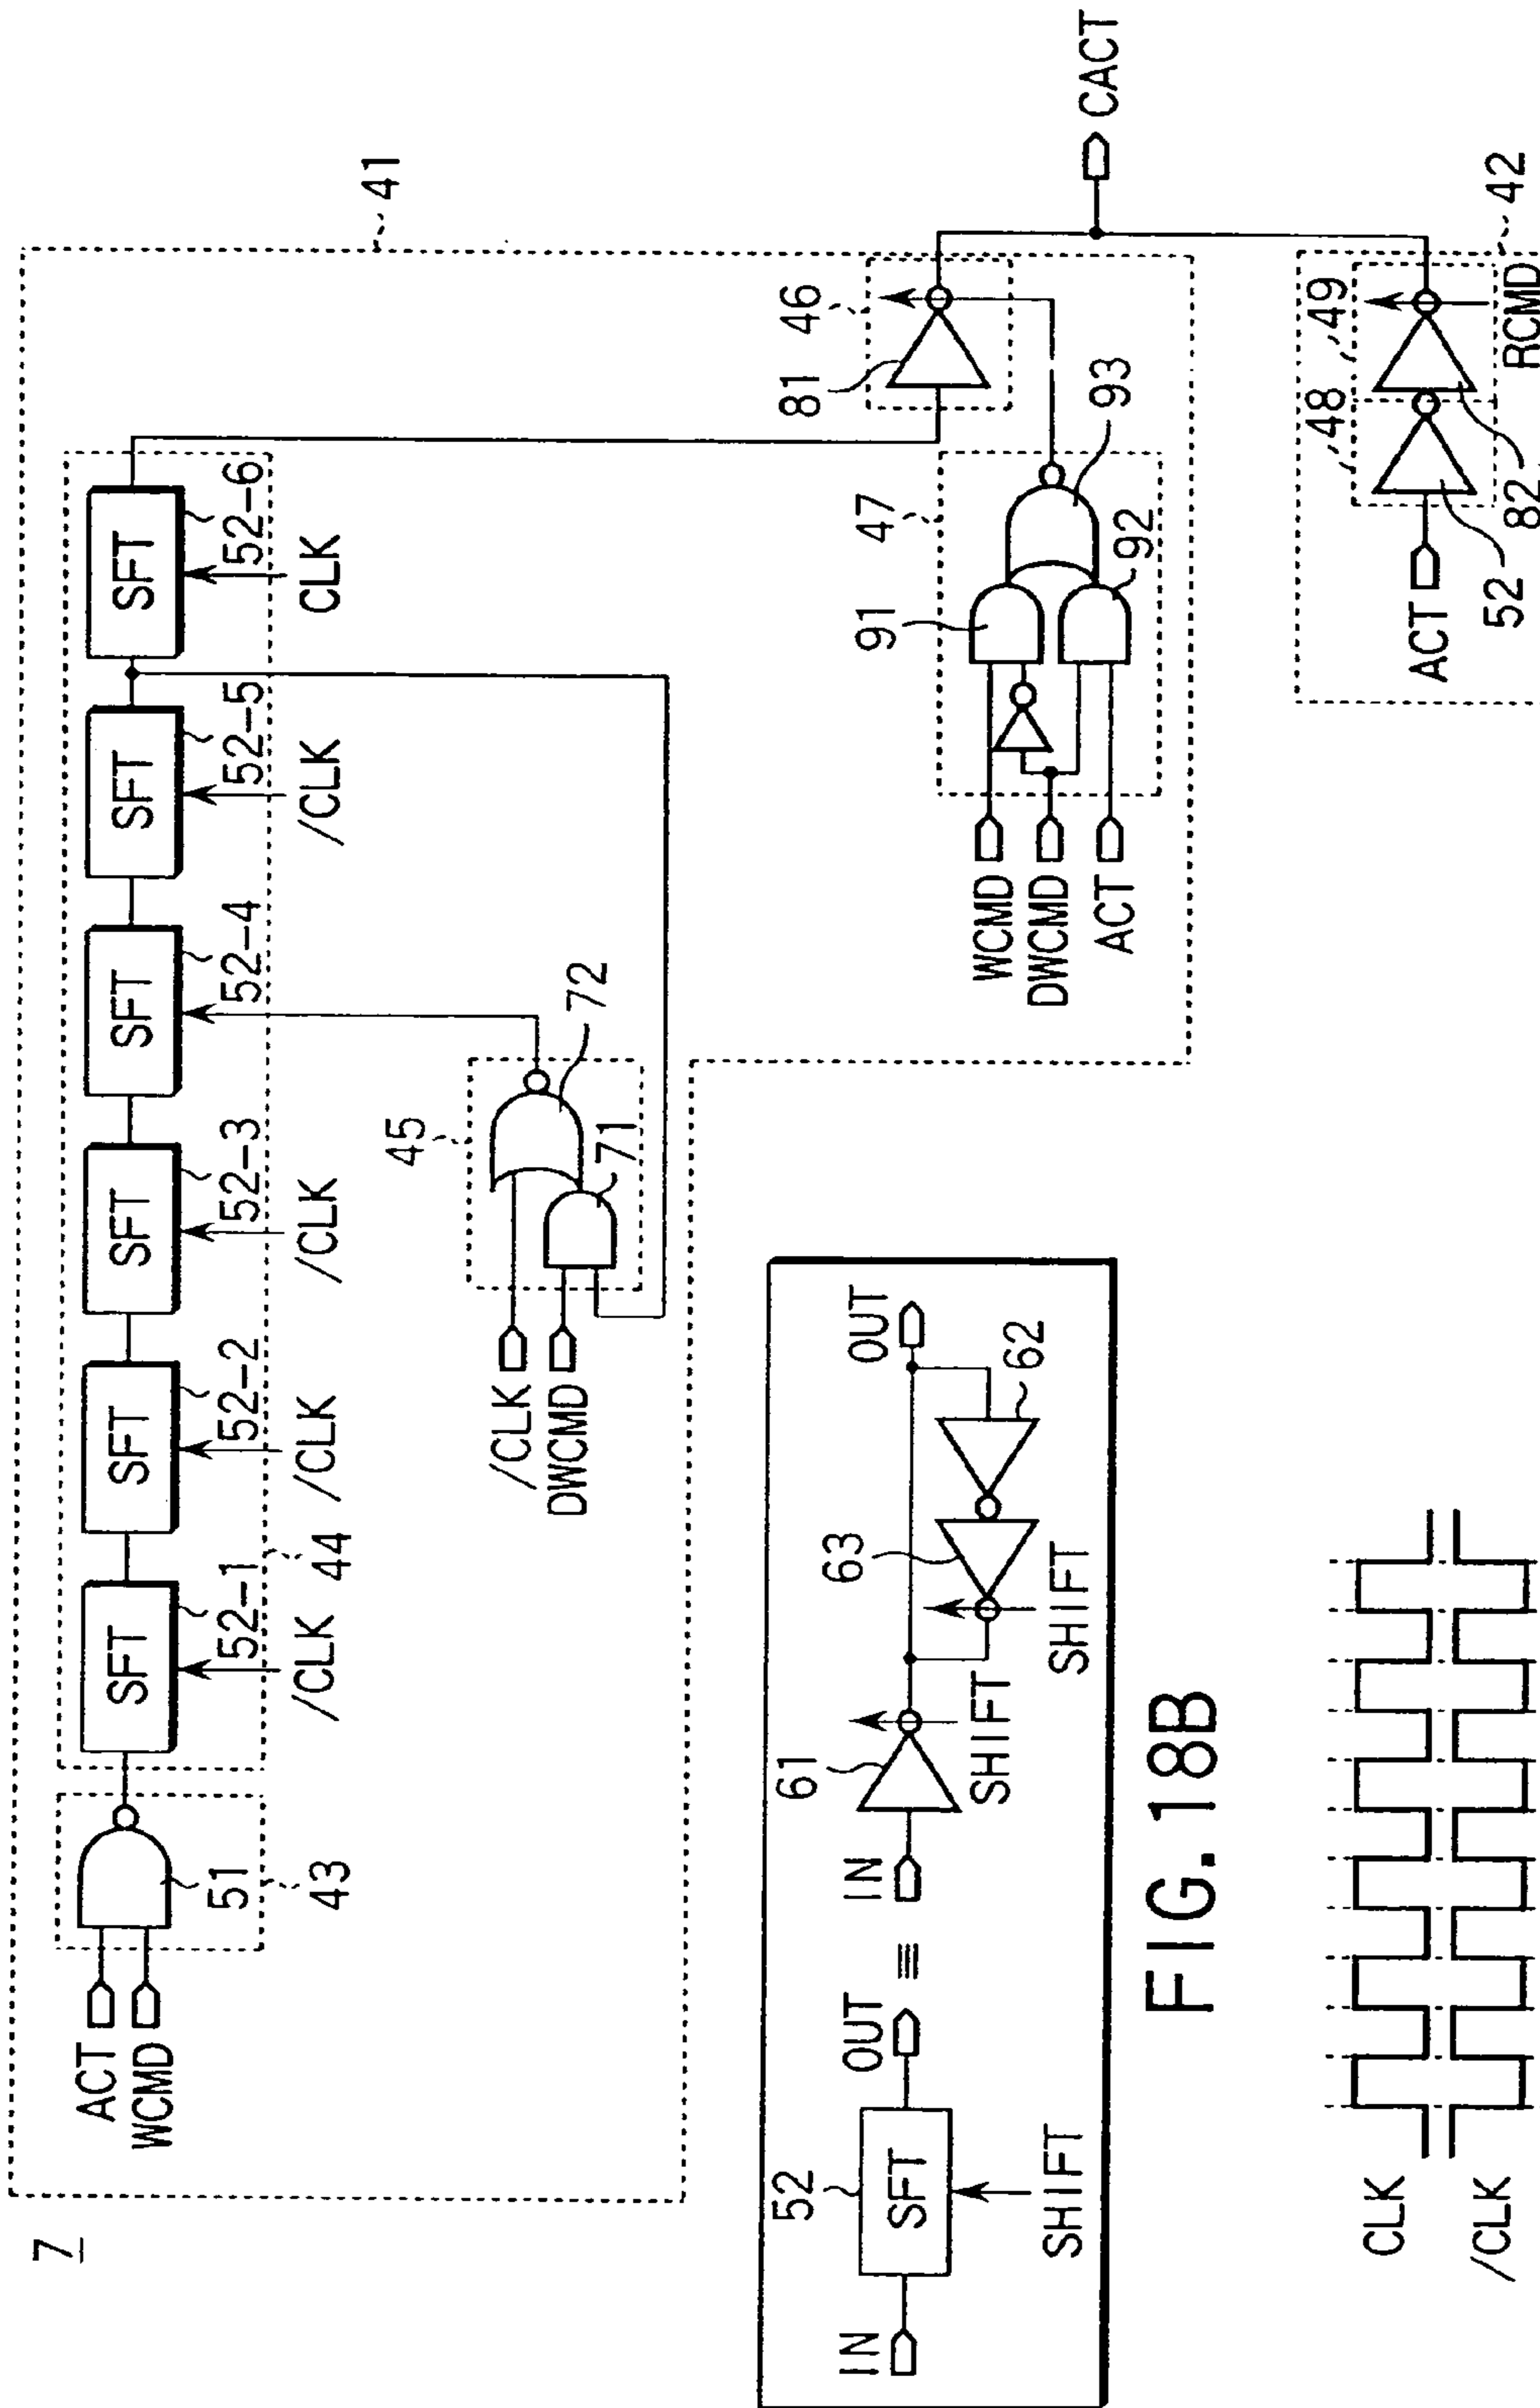 7
41
ACT
WCMD
51
43
SFT
52-1
/CLK
44
SFT
52-2
/CLK
SFT
52-3
/CLK
SFT
52-4
SFT
52-5
/CLK
SFT
52-6
CLK
/CLK
DWCMD
45
72
71
WCMD
DWCMD
ACT
47
91
92
93
81
46
CACT
ACT
48
49
42
52
82
RCMD
IN
52
SFT
OUT
SHIFT
≡
IN
61
SHIFT
63
SHIFT
62
OUT
FIG. 18B
CLK
/CLK